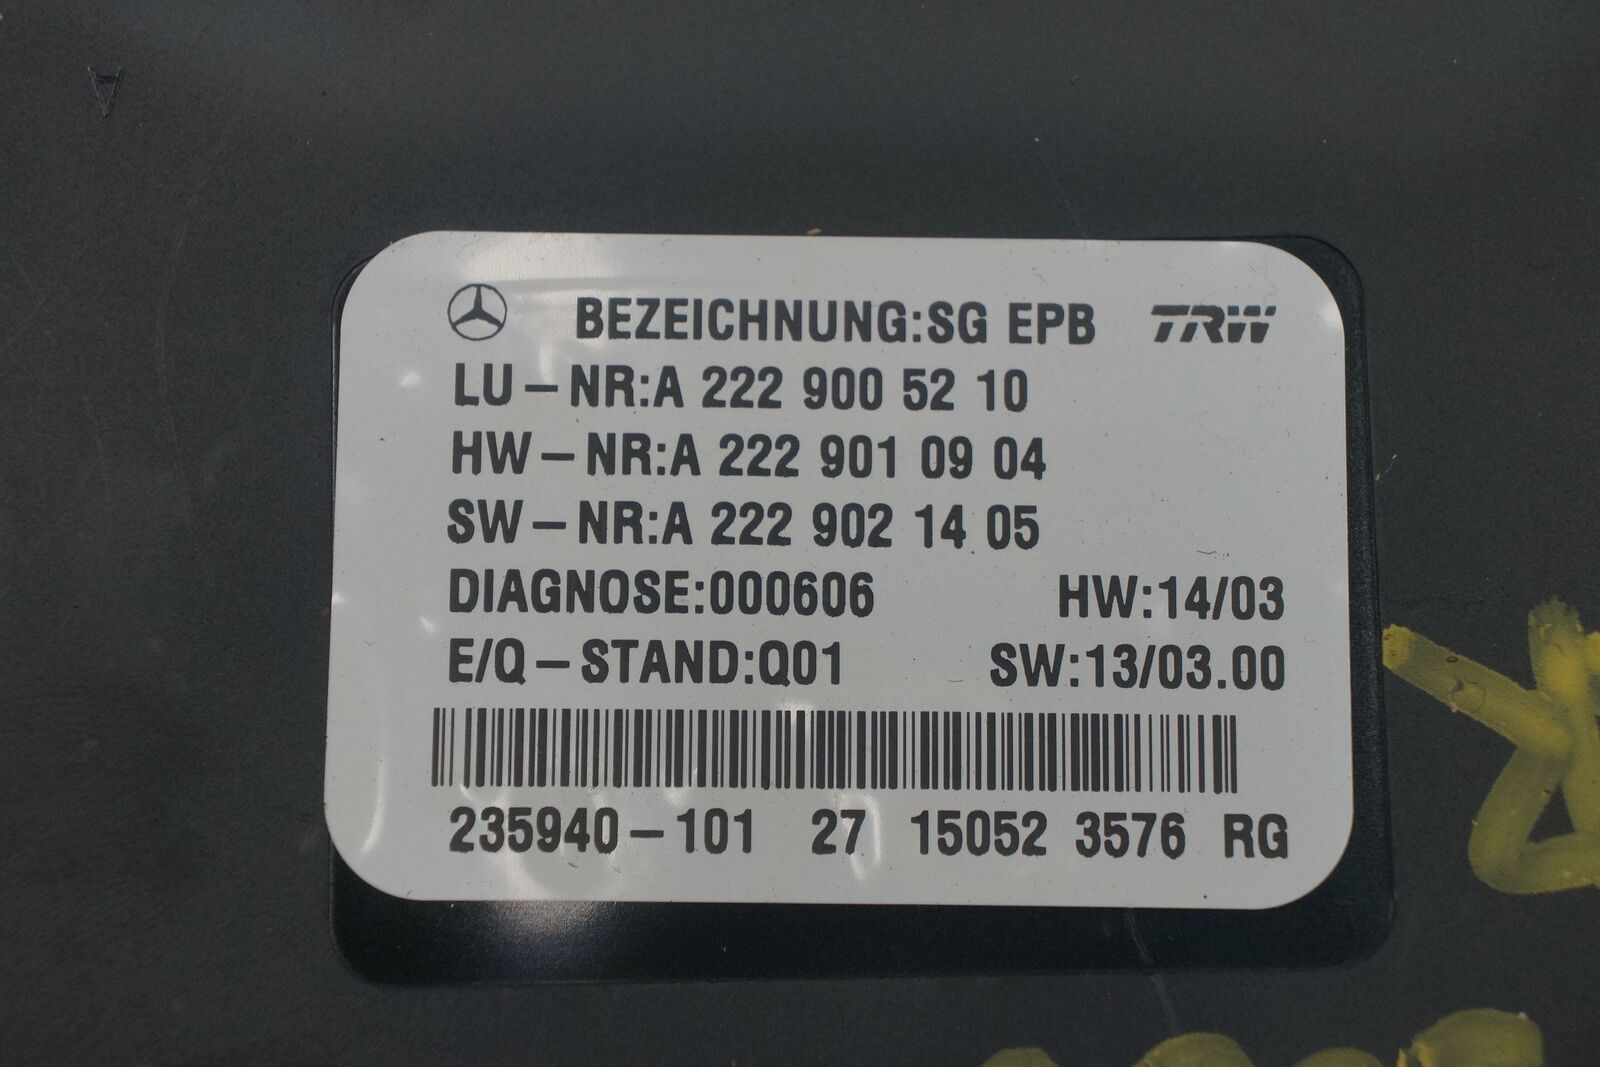 BEZEICHNUNG:SG EPB TRW
LU-NR:A 222 900 52 10
HW-NR:A 222 901 09 04
SW-NR:A 222 902 14 05
DIAGNOSE:000606 HW:14/03
E/Q-STAND:Q01 SW:13/03.00
235940-101 27 15052 3576 RG